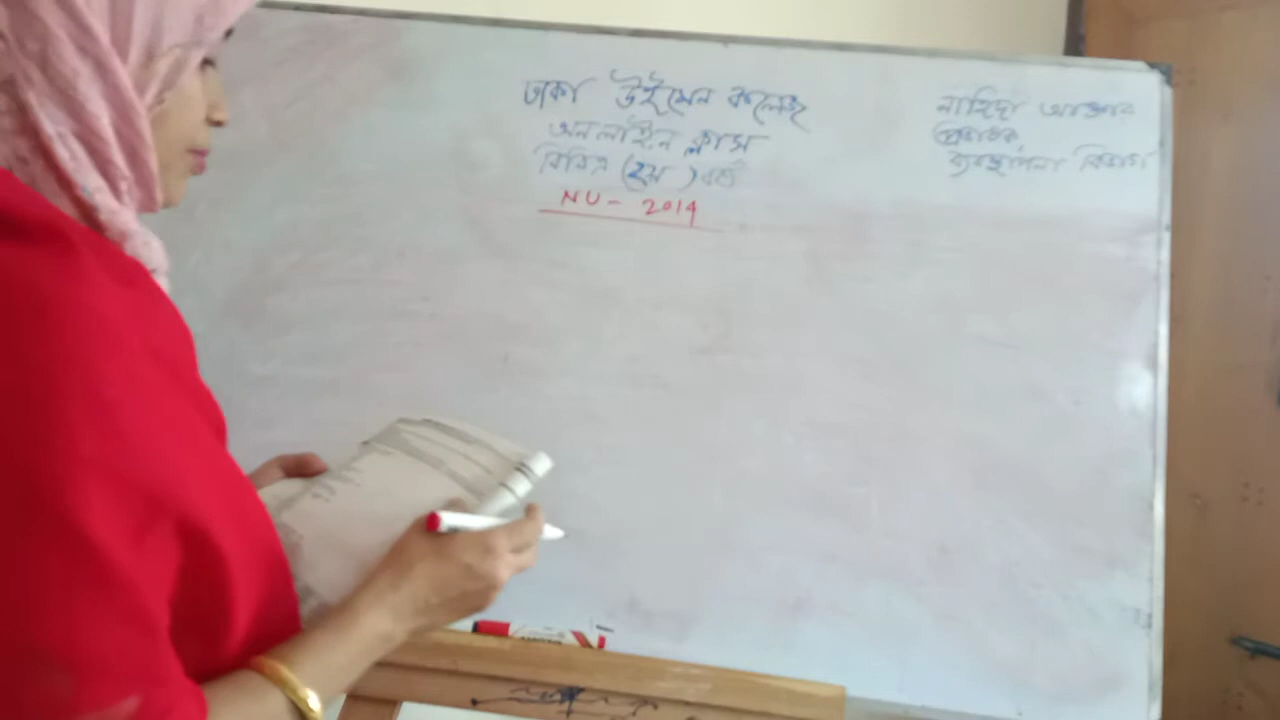 ঢাকা উইমেন কলেজ
অনলাইন ক্লাস
বিবিএ (২য়) বর্ষ
NU - 2014
নাহিদা আক্তার
প্রভাষক,
ব্যবস্থাপনা বিভাগ